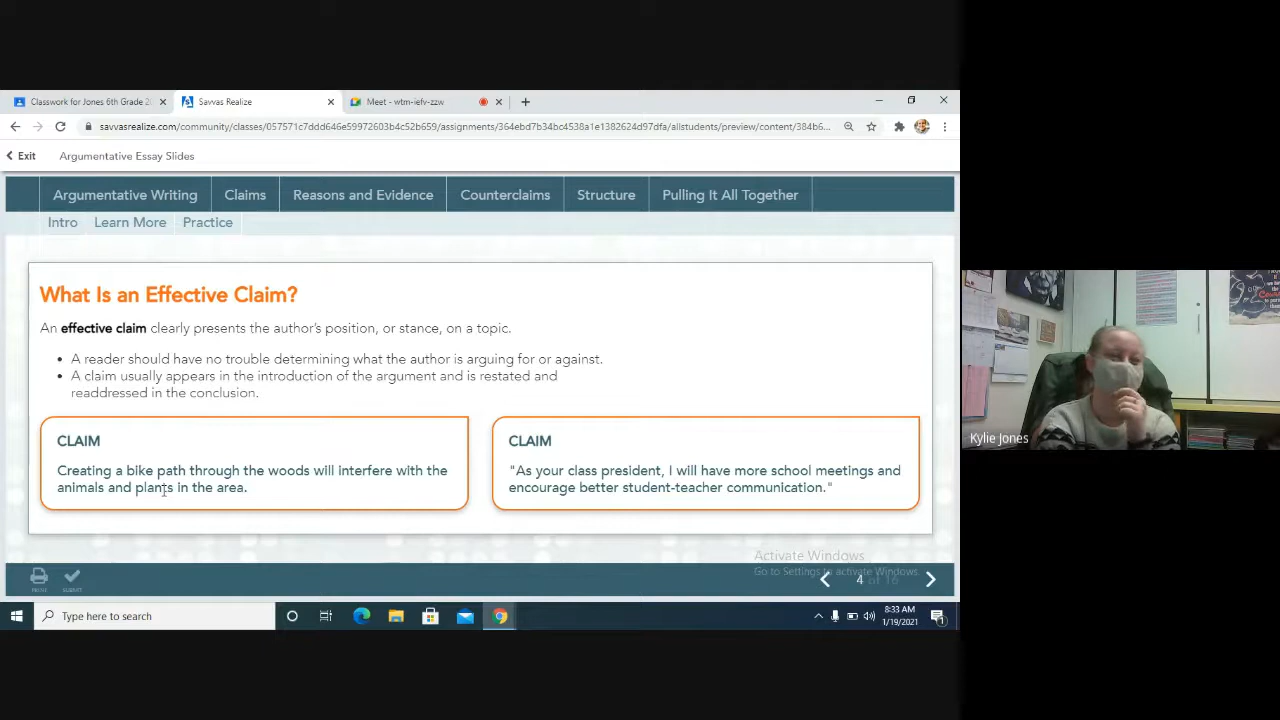 Classwork for Jones 6th Grade 2
Savvas Realize
Meet - wtm-iefv-zzw
savvasrealize.com/community/classes/057571c7ddd646e59972603b4c52b659/assignments/364ebd7b34bc4538a1e1382624d97dfa/allstudents/preview/content/384b6...
Exit
Argumentative Essay Slides
Argumentative Writing
Claims
Reasons and Evidence
Counterclaims
Structure
Pulling It All Together
Intro
Learn More
Practice
What Is an Effective Claim?
An effective claim clearly presents the author's position, or stance, on a topic.
• A reader should have no trouble determining what the author is arguing for or against.
• A claim usually appears in the introduction of the argument and is restated and
readdressed in the conclusion.
CLAIM
Creating a bike path through the woods will interfere with the
animals and plants in the area.
CLAIM
"As your class president, I will have more school meetings and
encourage better student-teacher communication."
Kylie Jones
Activate Windows
Go to Settings to activate Windows.
PRINT
SUBMIT
4 of 16
Type here to search
8:33 AM
1/19/2021
1